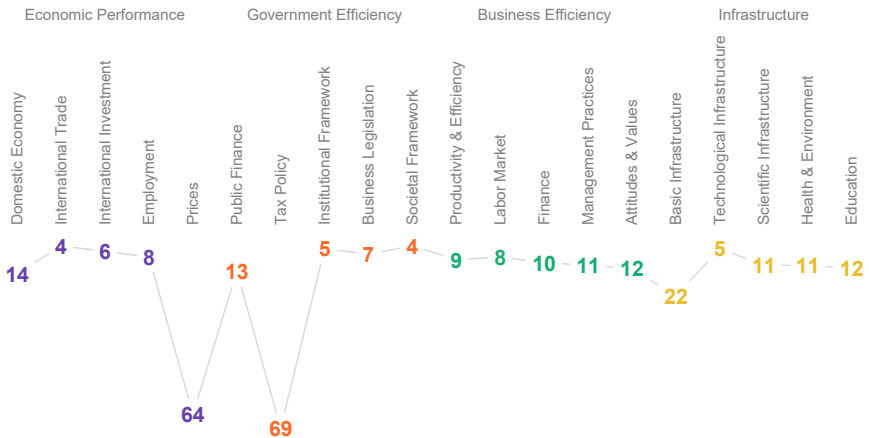 Economic Performance
Government Efficiency
Business Efficiency
Infrastructure
Domestic Economy
International Trade
International Investment
Employment
Prices
Public Finance
Tax Policy
Institutional Framework
Business Legislation
Societal Framework
Productivity & Efficiency
Labor Market
Finance
Management Practices
Attitudes & Values
Basic Infrastructure
Technological Infrastructure
Scientific Infrastructure
Health & Environment
Education
14
4
6
8
64
13
69
5
7
4
9
8
10
11
12
22
5
11
11
12